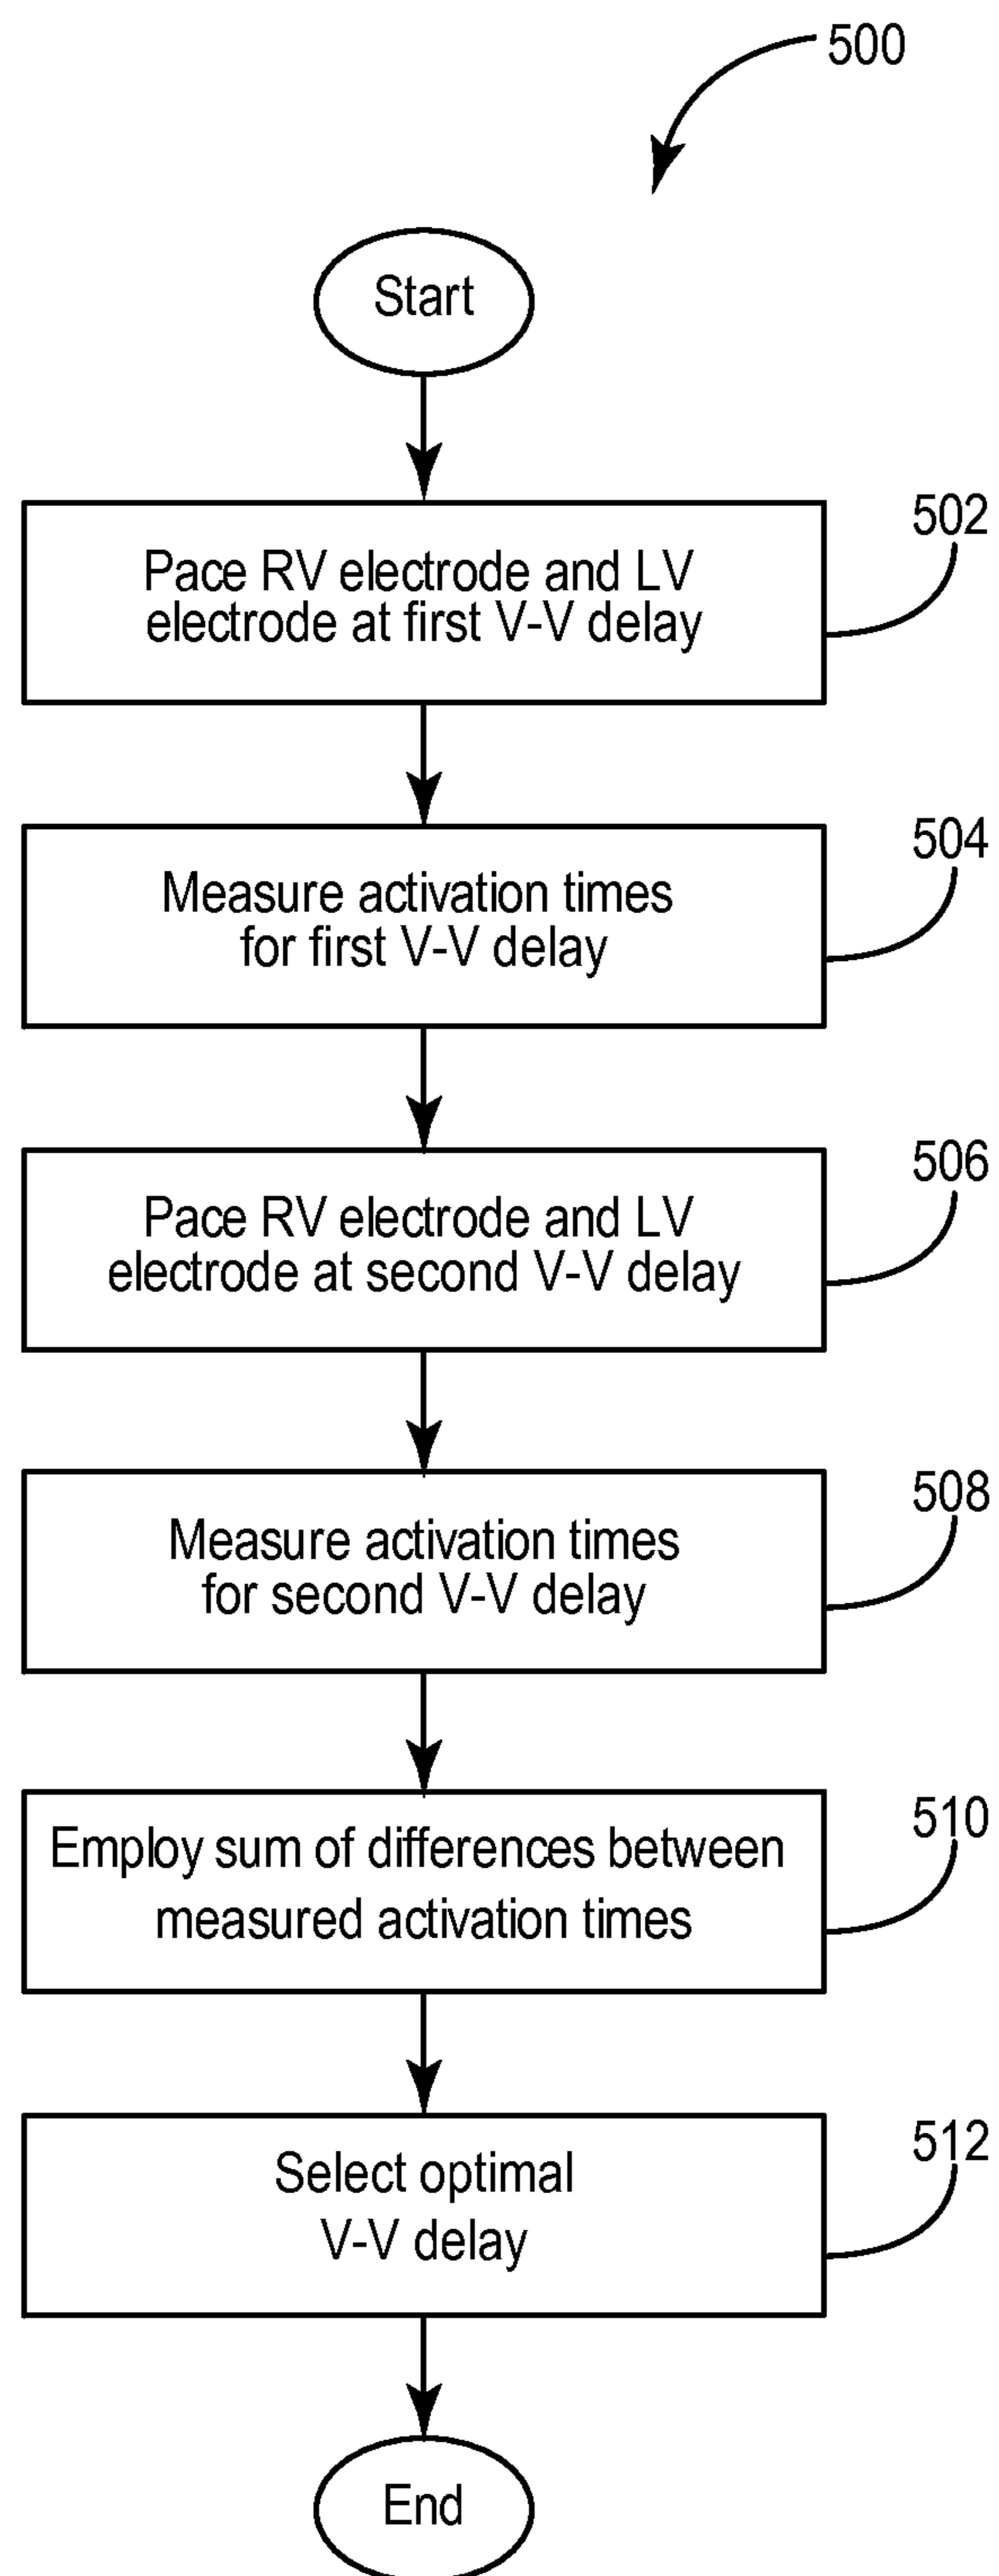 500
Start
502
Pace RV electrode and LV
electrode at first V-V delay
504
Measure activation times
for first V-V delay
506
Pace RV electrode and LV
electrode at second V-V delay
508
Measure activation times
for second V-V delay
510
Employ sum of differences between
measured activation times
512
Select optimal
V-V delay
End